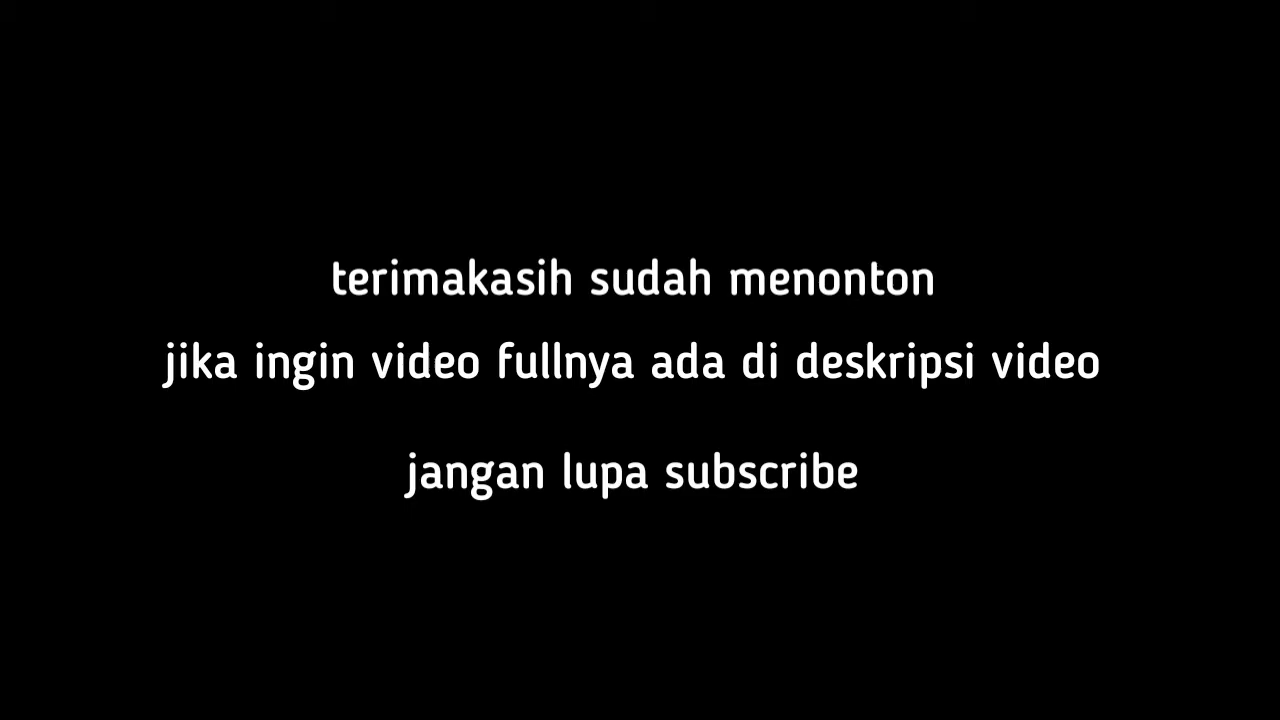 terimakasih sudah menonton
jika ingin video fullnya ada di deskripsi video
jangan lupa subscribe